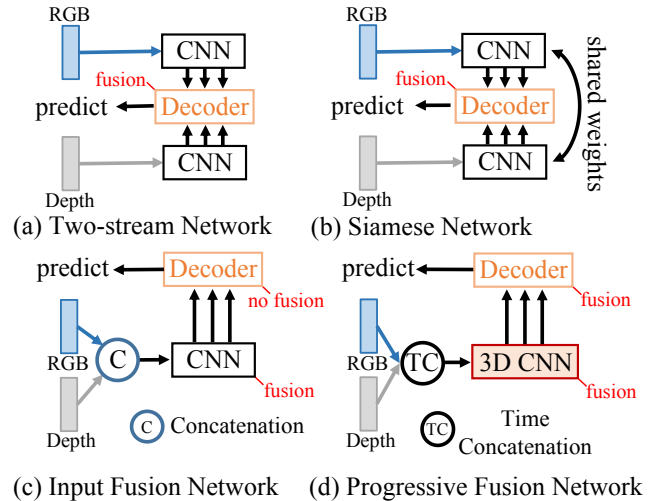 RGB
CNN
fusion
predict
Decoder
CNN
Depth
(a) Two-stream Network
RGB
CNN
fusion
predict
Decoder
CNN
Depth
shared weights
(b) Siamese Network
predict
Decoder
no fusion
RGB
C
CNN
fusion
Depth
C
Concatenation
(c) Input Fusion Network
predict
Decoder
fusion
RGB
TC
3D CNN
fusion
Depth
TC
Time
Concatenation
(d) Progressive Fusion Network